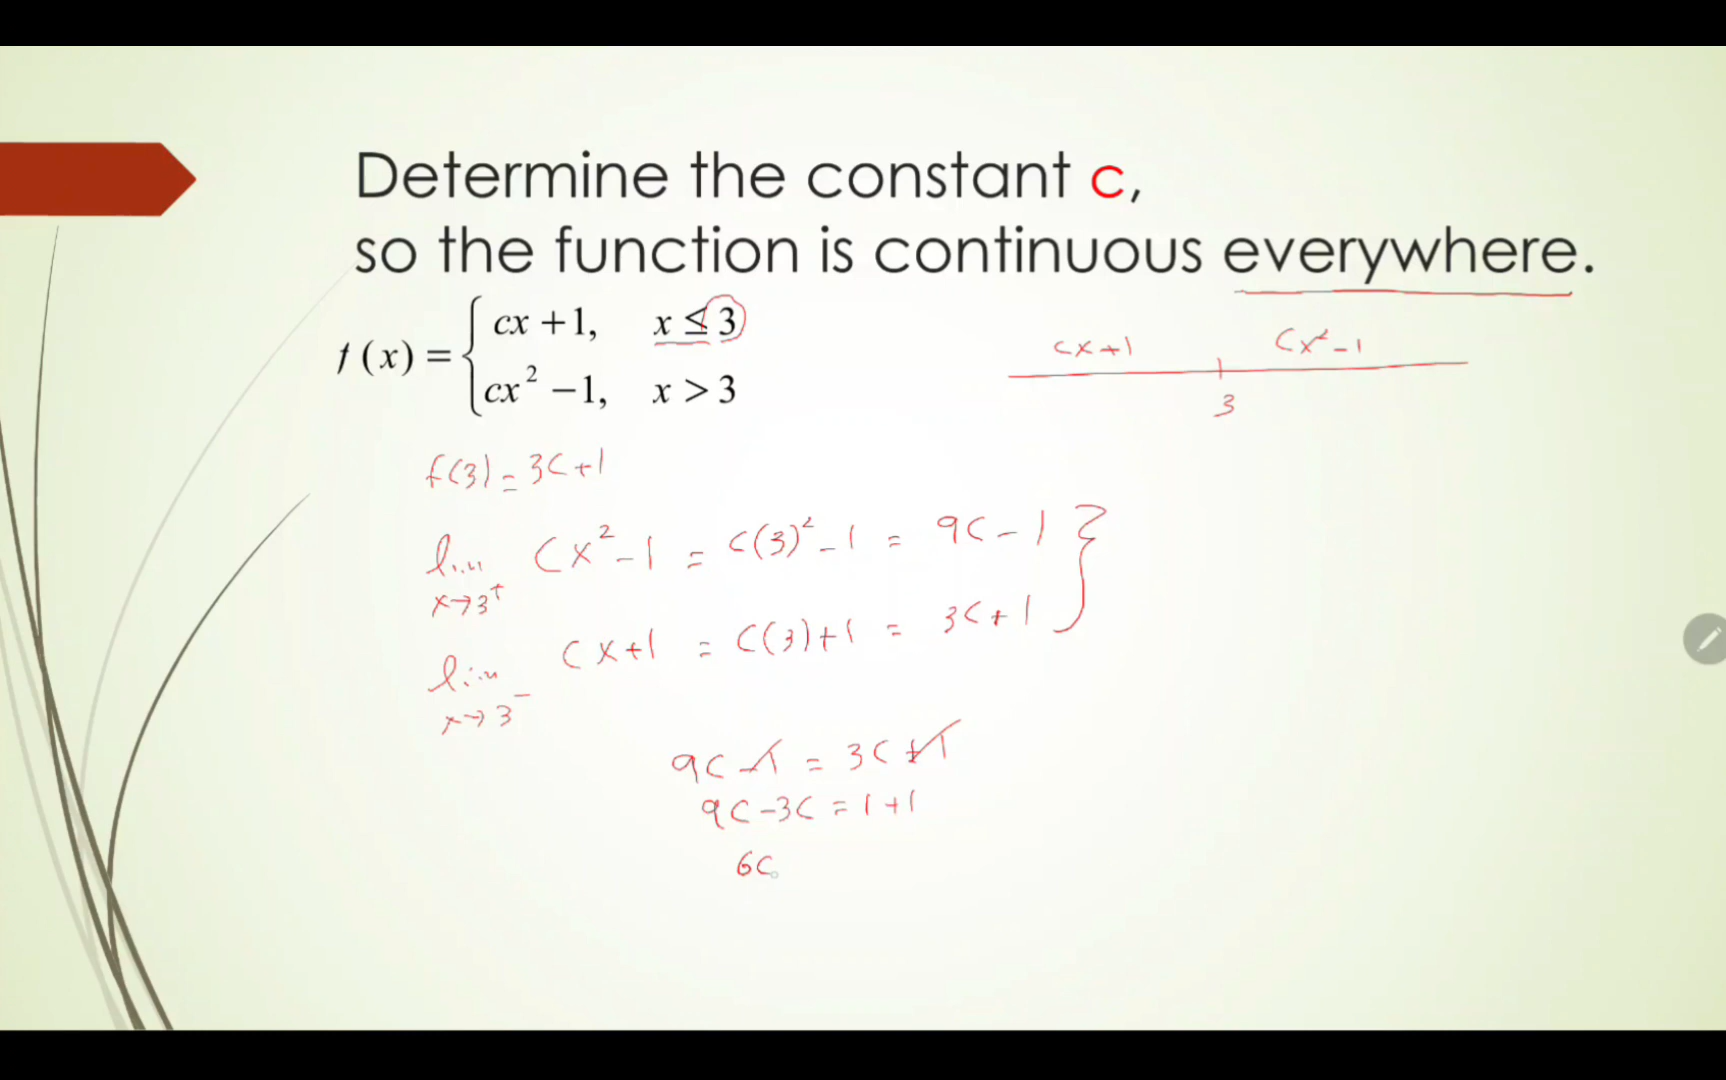 Determine the constant c,
so the function is continuous everywhere.
f (x) = { cx + 1, x ≤ 3
cx² − 1, x > 3
cx+1 cx²-1
3
f(3) = 3c+1
lim cx²-1 = c(3)²-1 = 9c-1 }
x→3⁺
lim cx+1 = c(3)+1 = 3c+1
x→3⁻
9c-1 = 3c+1
9c-3c = 1+1
6c